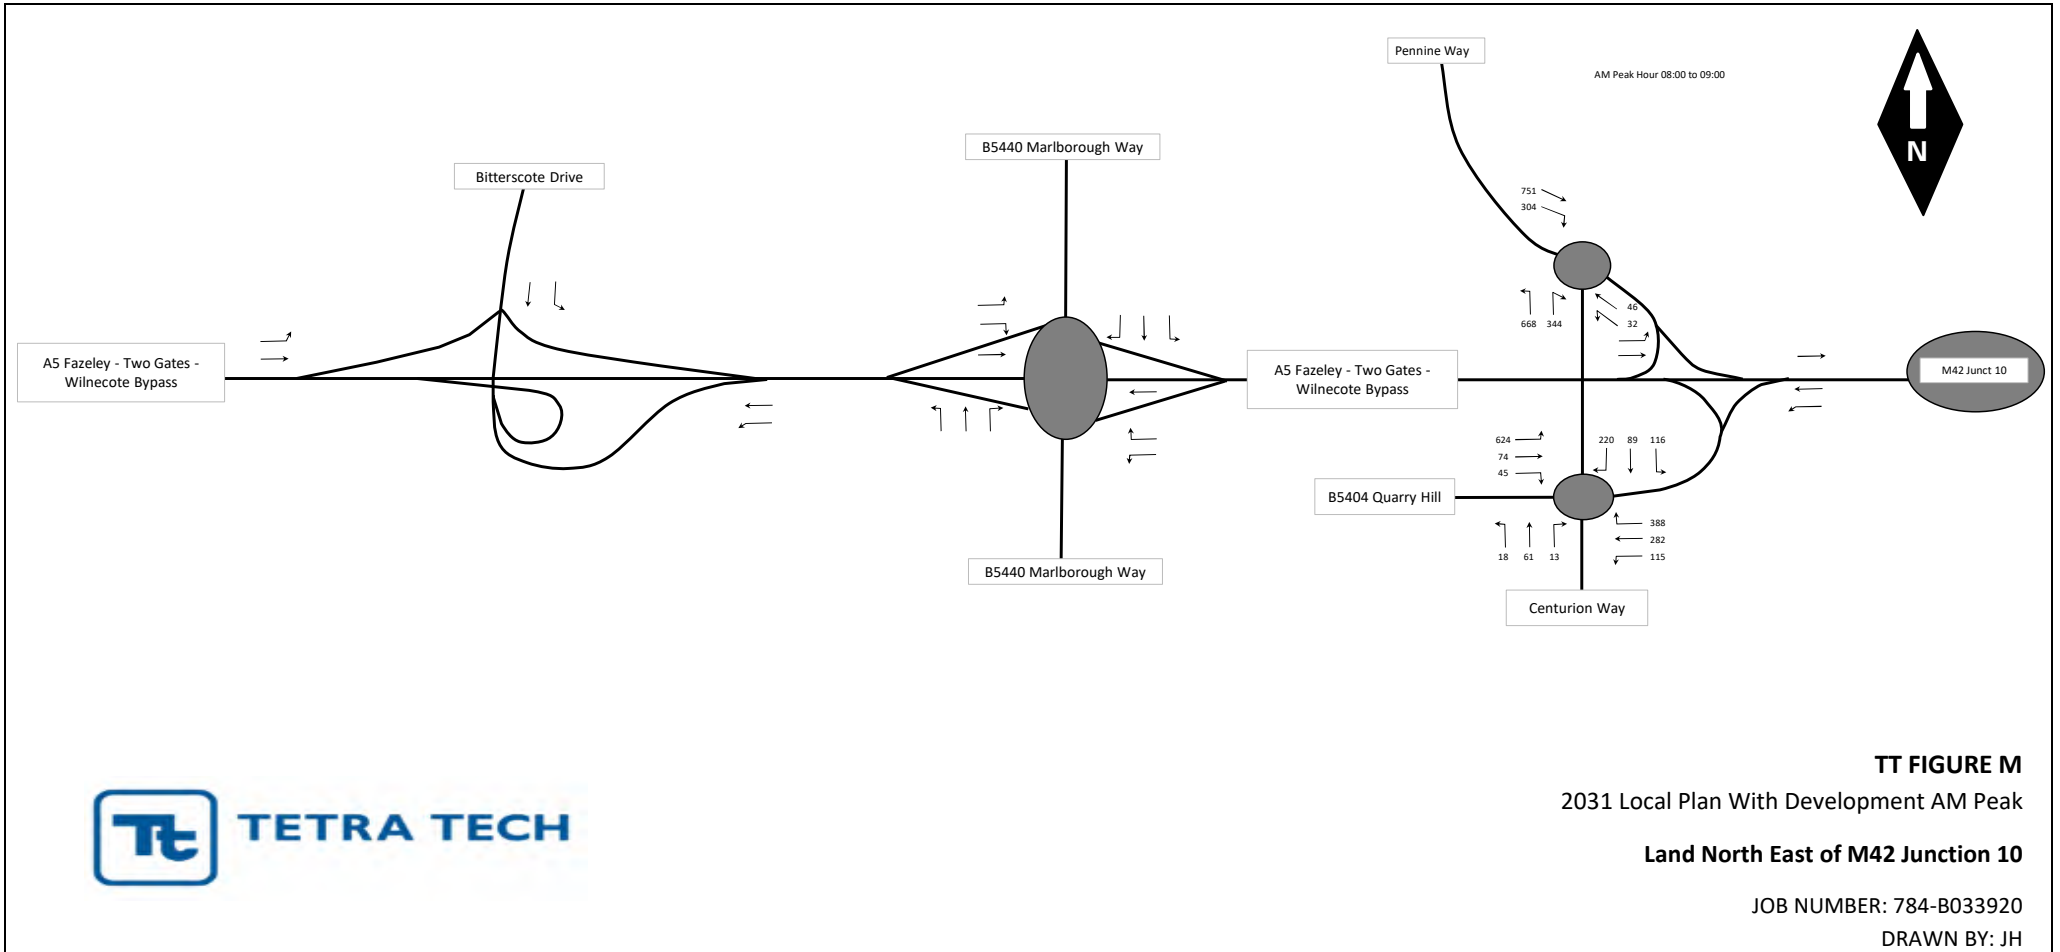 Pennine Way
AM Peak Hour 08:00 to 09:00
N
B5440 Marlborough Way
Bitterscote Drive
751
304
46
32
668 344
A5 Fazeley - Two Gates -
Wilnecote Bypass
A5 Fazeley - Two Gates -
Wilnecote Bypass
M42 Junct 10
624
74
45
220 89 116
B5404 Quarry Hill
388
282
115
18 61 13
B5440 Marlborough Way
Centurion Way
TT FIGURE M
2031 Local Plan With Development AM Peak
Land North East of M42 Junction 10
JOB NUMBER: 784-B033920
DRAWN BY: JH
Tt TETRA TECH